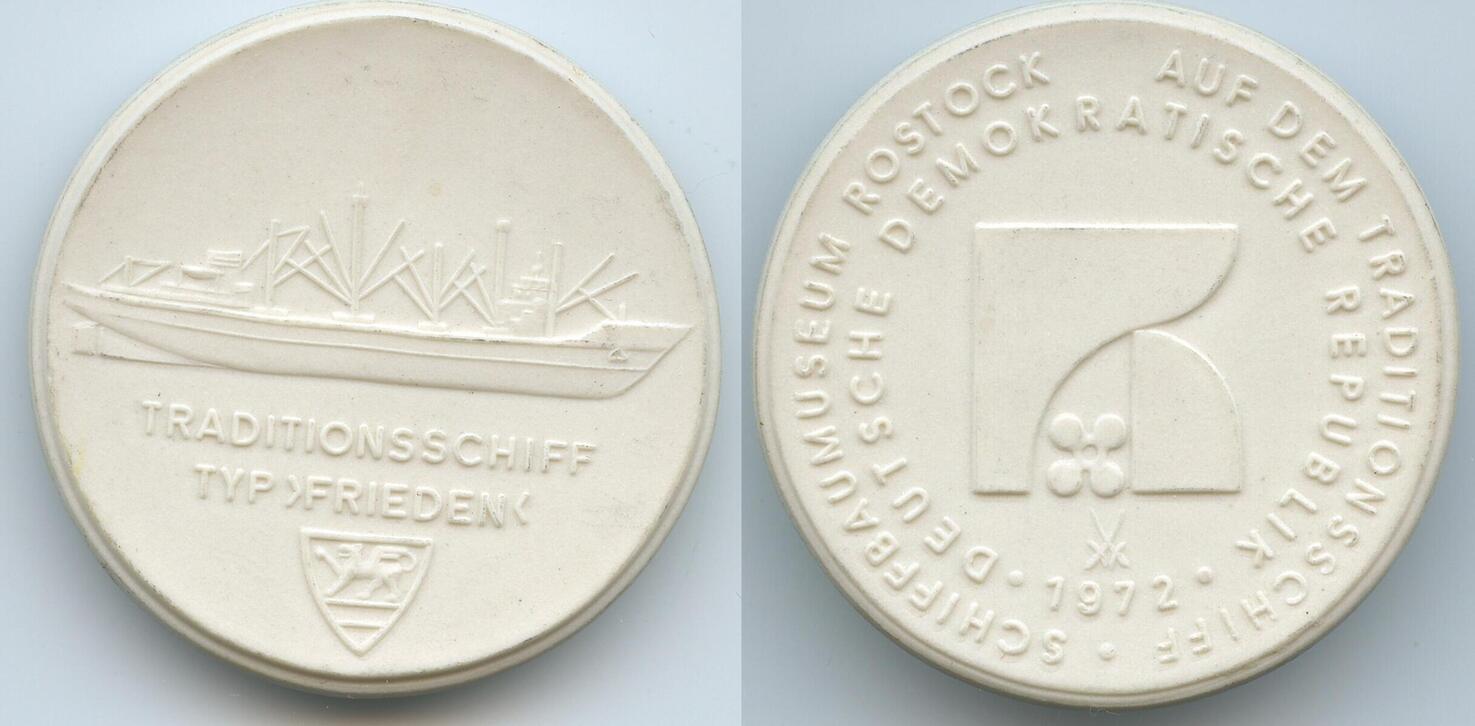 TRADITIONSSCHIFF
TYP ›FRIEDEN‹
SCHIFFBAUMUSEUM ROSTOCK AUF DEM TRADITIONSSCHIFF •
DEUTSCHE DEMOKRATISCHE REPUBLIK
• 1972 •